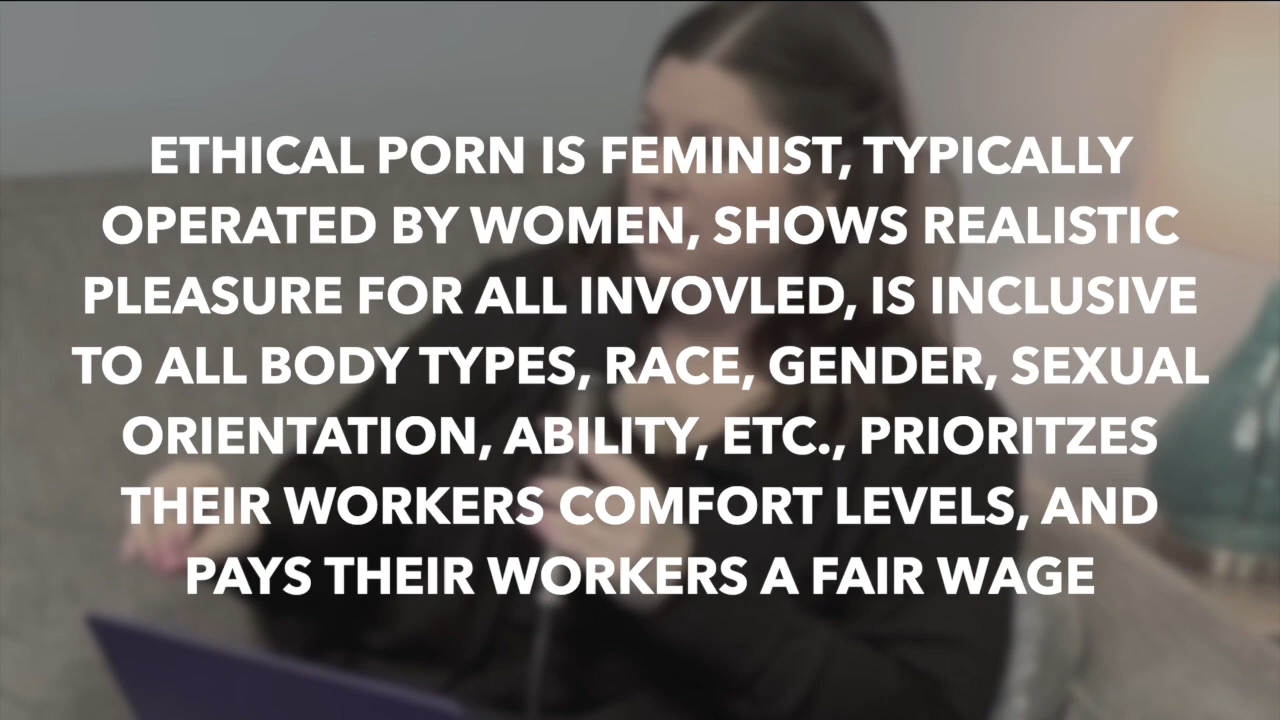 ETHICAL PORN IS FEMINIST, TYPICALLY
OPERATED BY WOMEN, SHOWS REALISTIC
PLEASURE FOR ALL INVOVLED, IS INCLUSIVE
TO ALL BODY TYPES, RACE, GENDER, SEXUAL
ORIENTATION, ABILITY, ETC., PRIORITZES
THEIR WORKERS COMFORT LEVELS, AND
PAYS THEIR WORKERS A FAIR WAGE